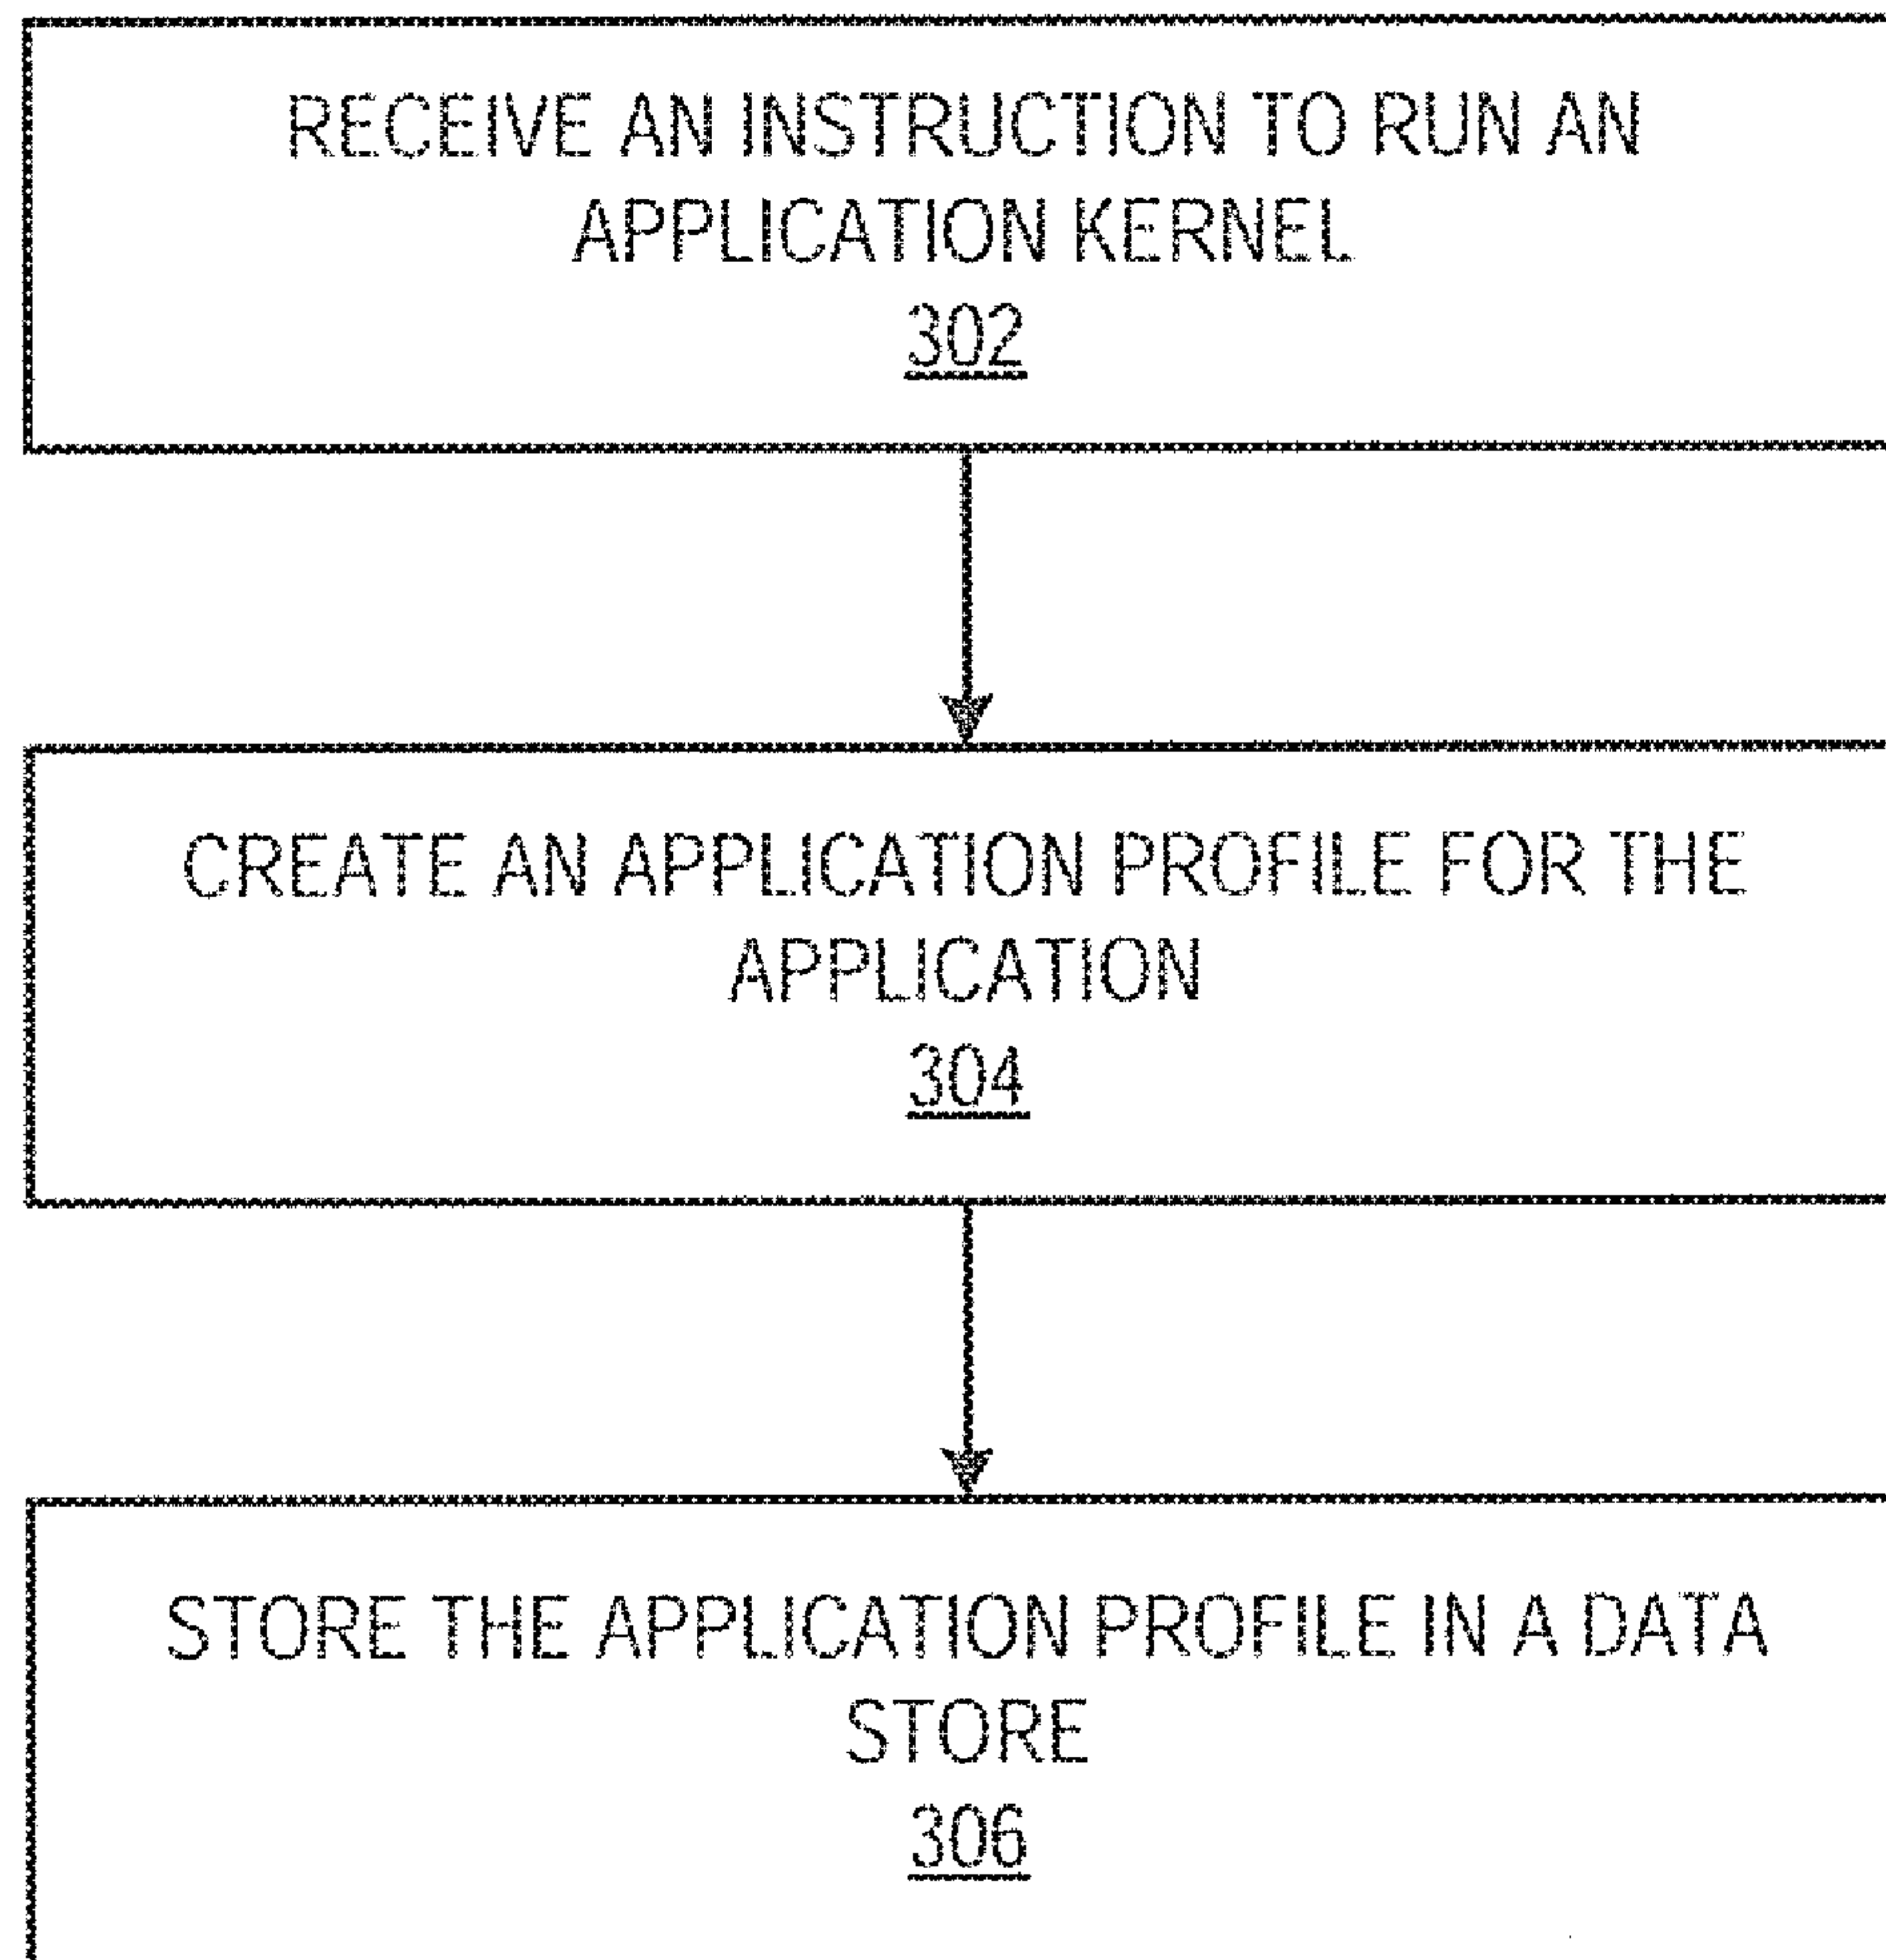 RECEIVE AN INSTRUCTION TO RUN AN
APPLICATION KERNEL
302
CREATE AN APPLICATION PROFILE FOR THE
APPLICATION
304
STORE THE APPLICATION PROFILE IN A DATA
STORE
306